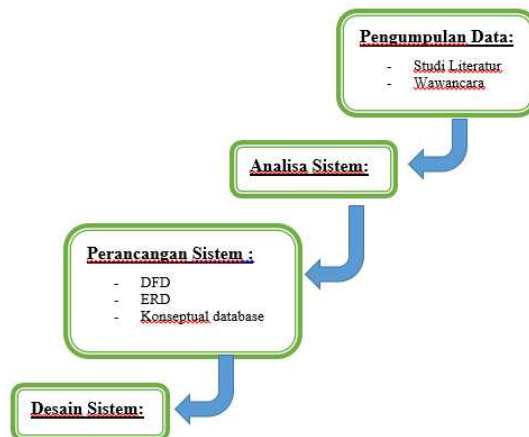 Pengumpulan Data:
- Studi Literatur
- Wawancara
Analisa Sistem:
Perancangan Sistem :
- DFD
- ERD
- Konseptual database
Desain Sistem: